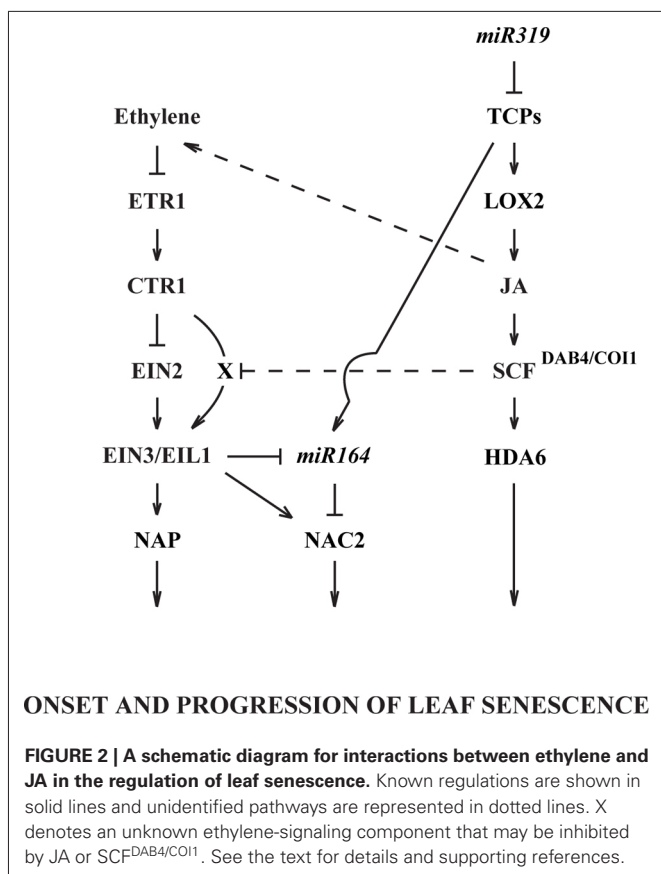 miR319
Ethylene TCPs
ETR1 LOX2
CTR1 JA
EIN2 X SCF DAB4/COI1
EIN3/EIL1 miR164 HDA6
NAP NAC2
ONSET AND PROGRESSION OF LEAF SENESCENCE
FIGURE 2 | A schematic diagram for interactions between ethylene and
JA in the regulation of leaf senescence. Known regulations are shown in
solid lines and unidentified pathways are represented in dotted lines. X
denotes an unknown ethylene-signaling component that may be inhibited
by JA or SCFDAB4/COI1. See the text for details and supporting references.